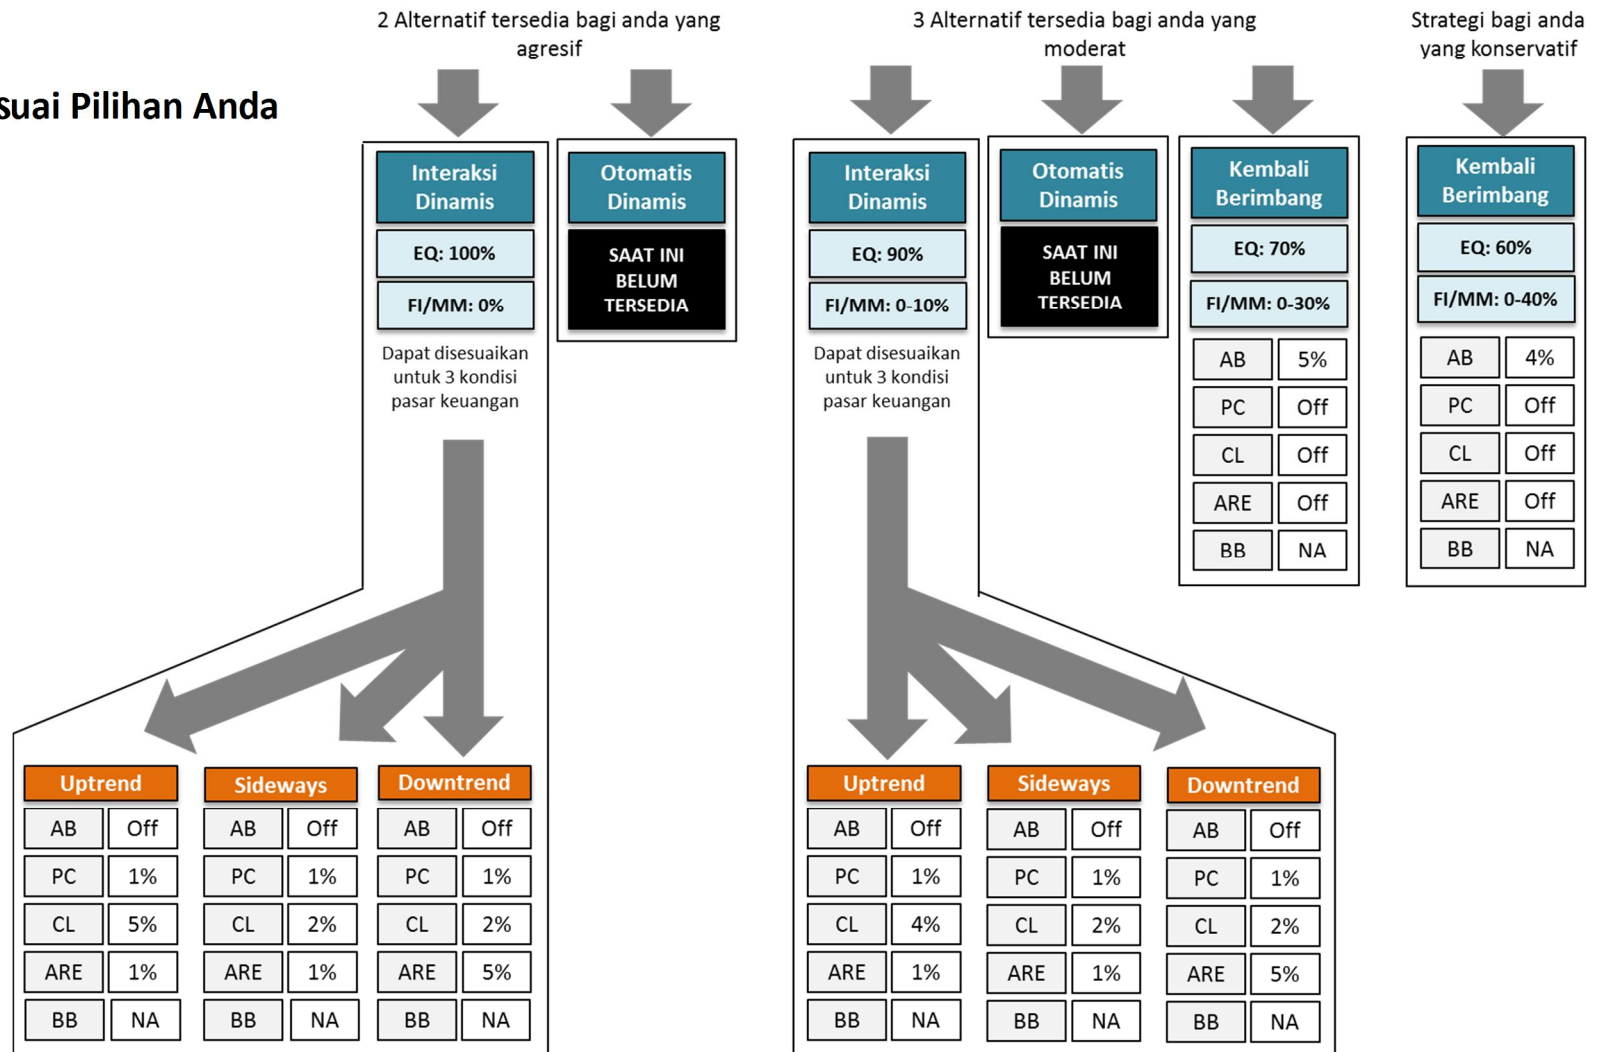 2 Alternatif tersedia bagi anda yang
agresif
3 Alternatif tersedia bagi anda yang
moderat
Strategi bagi anda
yang konservatif
suai Pilihan Anda
Interaksi
Dinamis
EQ: 100%
FI/MM: 0%
Dapat disesuaikan
untuk 3 kondisi
pasar keuangan
Otomatis
Dinamis
SAAT INI
BELUM
TERSEDIA
Interaksi
Dinamis
EQ: 90%
FI/MM: 0-10%
Dapat disesuaikan
untuk 3 kondisi
pasar keuangan
Otomatis
Dinamis
SAAT INI
BELUM
TERSEDIA
Kembali
Berimbang
EQ: 70%
FI/MM: 0-30%
AB 5%
PC Off
CL Off
ARE Off
BB NA
Kembali
Berimbang
EQ: 60%
FI/MM: 0-40%
AB 4%
PC Off
CL Off
ARE Off
BB NA
Uptrend
AB Off
PC 1%
CL 5%
ARE 1%
BB NA
Sideways
AB Off
PC 1%
CL 2%
ARE 1%
BB NA
Downtrend
AB Off
PC 1%
CL 2%
ARE 5%
BB NA
Uptrend
AB Off
PC 1%
CL 4%
ARE 1%
BB NA
Sideways
AB Off
PC 1%
CL 2%
ARE 1%
BB NA
Downtrend
AB Off
PC 1%
CL 2%
ARE 5%
BB NA